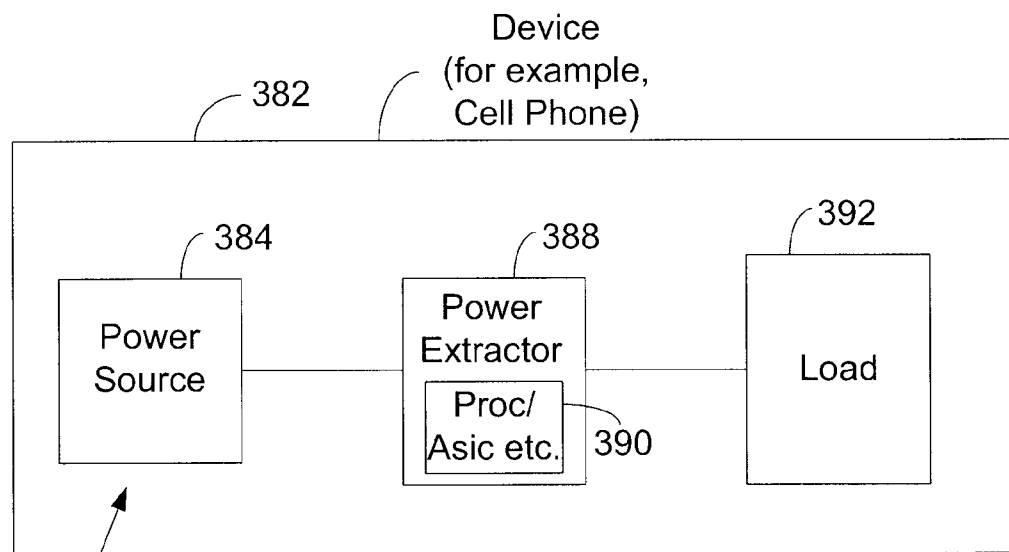 Device
(for example,
Cell Phone)
382
384
388
392
Power
Source
Power
Extractor
Proc/
Asic etc.
390
Load